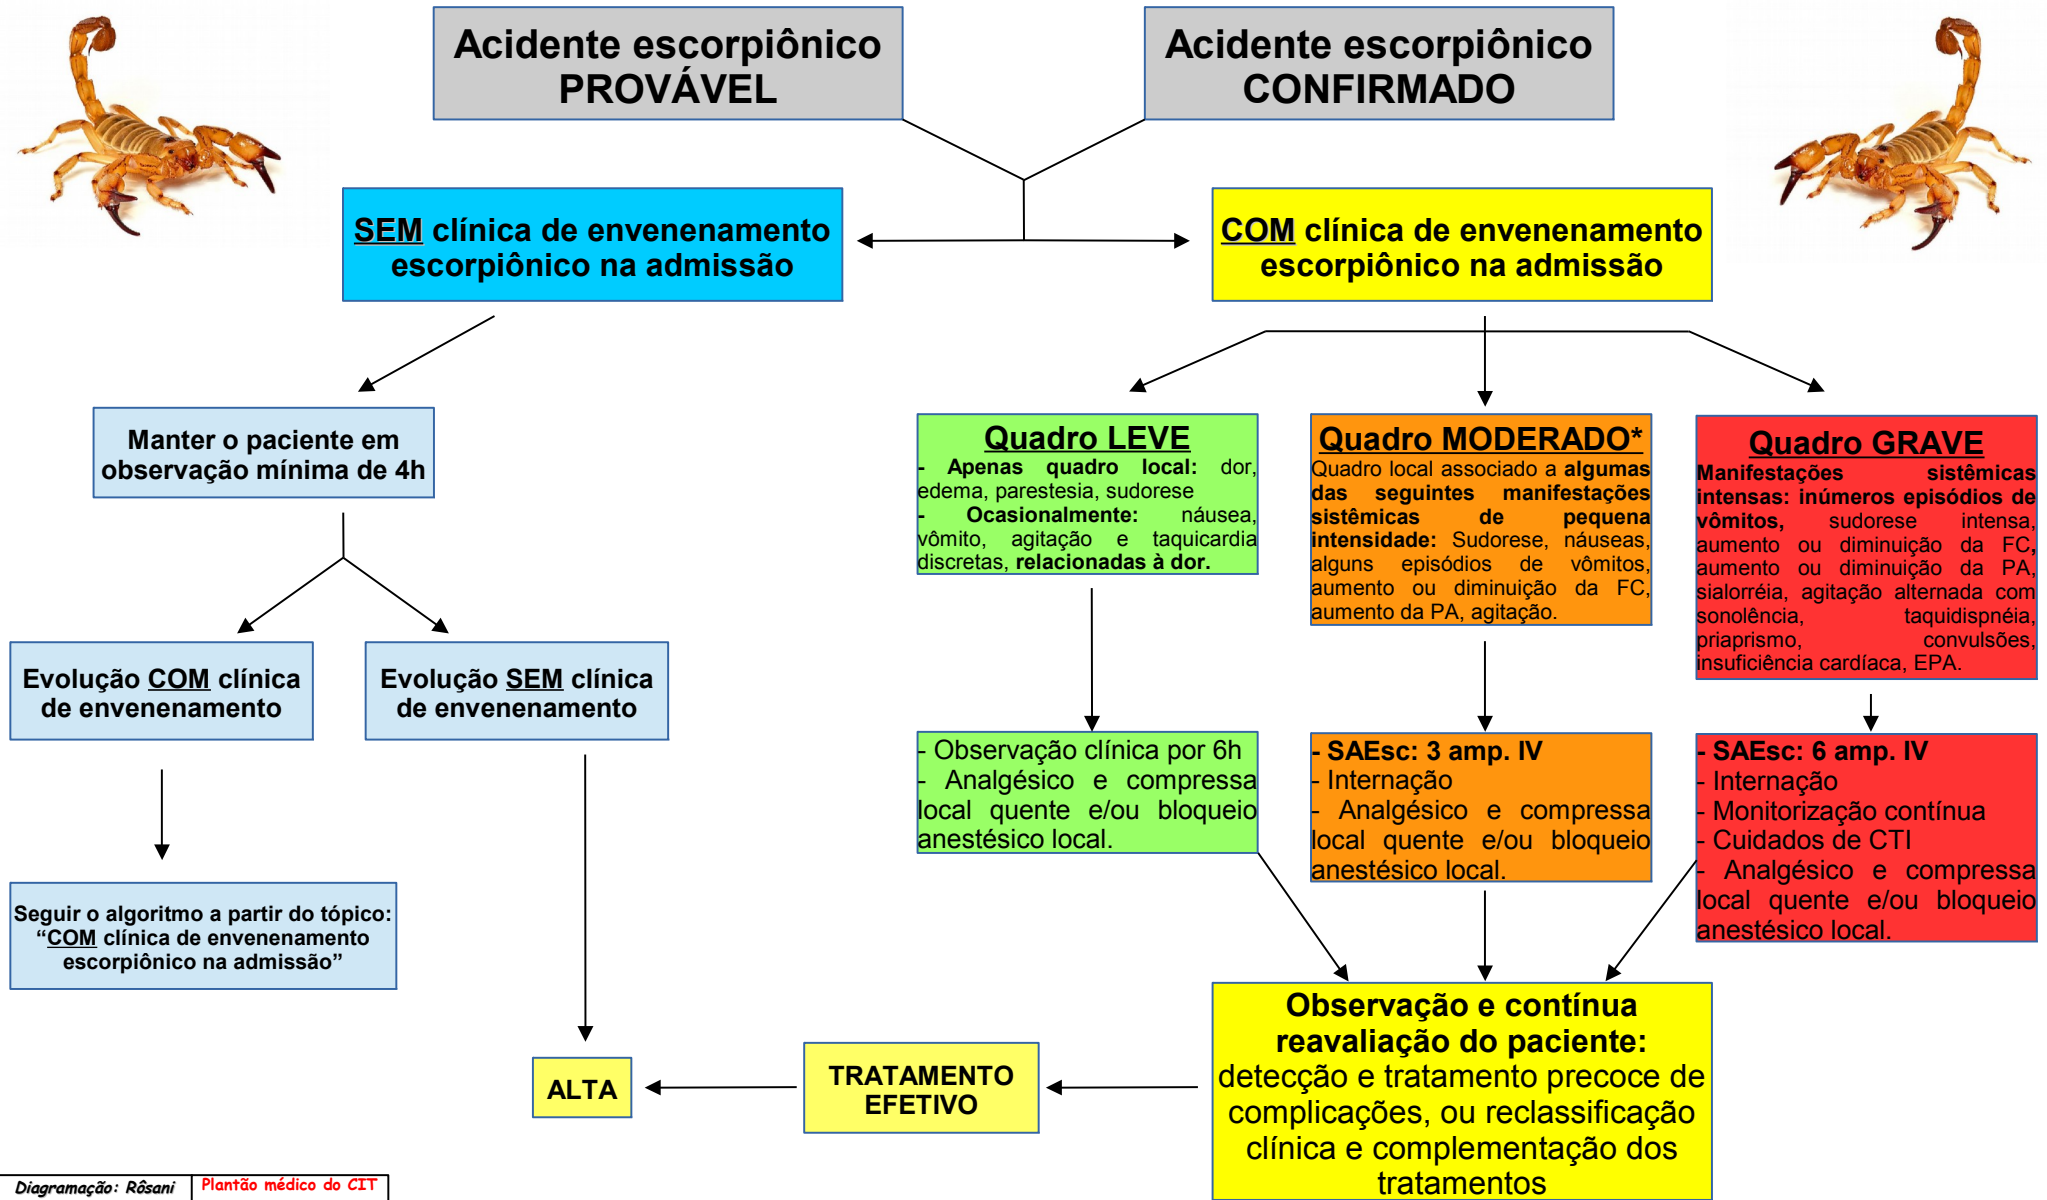 Acidente escorpiônico
PROVÁVEL
Acidente escorpiônico
CONFIRMADO
SEM clínica de envenenamento
escorpiônico na admissão
COM clínica de envenenamento
escorpiônico na admissão
Manter o paciente em
observação mínima de 4h
Evolução COM clínica
de envenenamento
Evolução SEM clínica
de envenenamento
Seguir o algoritmo a partir do tópico:
“COM clínica de envenenamento
escorpiônico na admissão”
Quadro LEVE
- Apenas quadro local: dor,
edema, parestesia, sudorese
- Ocasionalmente: náusea,
vômito, agitação e taquicardia
discretas, relacionadas à dor.
Quadro MODERADO*
Quadro local associado a algumas
das seguintes manifestações
sistêmicas de pequena
intensidade: Sudorese, náuseas,
alguns episódios de vômitos,
aumento ou diminuição da FC,
aumento da PA, agitação.
Quadro GRAVE
Manifestações sistêmicas
intensas: inúmeros episódios de
vômitos, sudorese intensa,
aumento ou diminuição da FC,
aumento ou diminuição da PA,
sialorréia, agitação alternada com
sonolência, taquidispnéia,
priaprismo, convulsões,
insuficiência cardíaca, EPA.
- Observação clínica por 6h
- Analgésico e compressa
local quente e/ou bloqueio
anestésico local.
- SAEsc: 3 amp. IV
- Internação
- Analgésico e compressa
local quente e/ou bloqueio
anestésico local.
- SAEsc: 6 amp. IV
- Internação
- Monitorização contínua
- Cuidados de CTI
- Analgésico e compressa
local quente e/ou bloqueio
anestésico local.
Observação e contínua
reavaliação do paciente:
detecção e tratamento precoce de
complicações, ou reclassificação
clínica e complementação dos
tratamentos
TRATAMENTO
EFETIVO
ALTA
Diagramação: Rôsani
Plantão médico do CIT